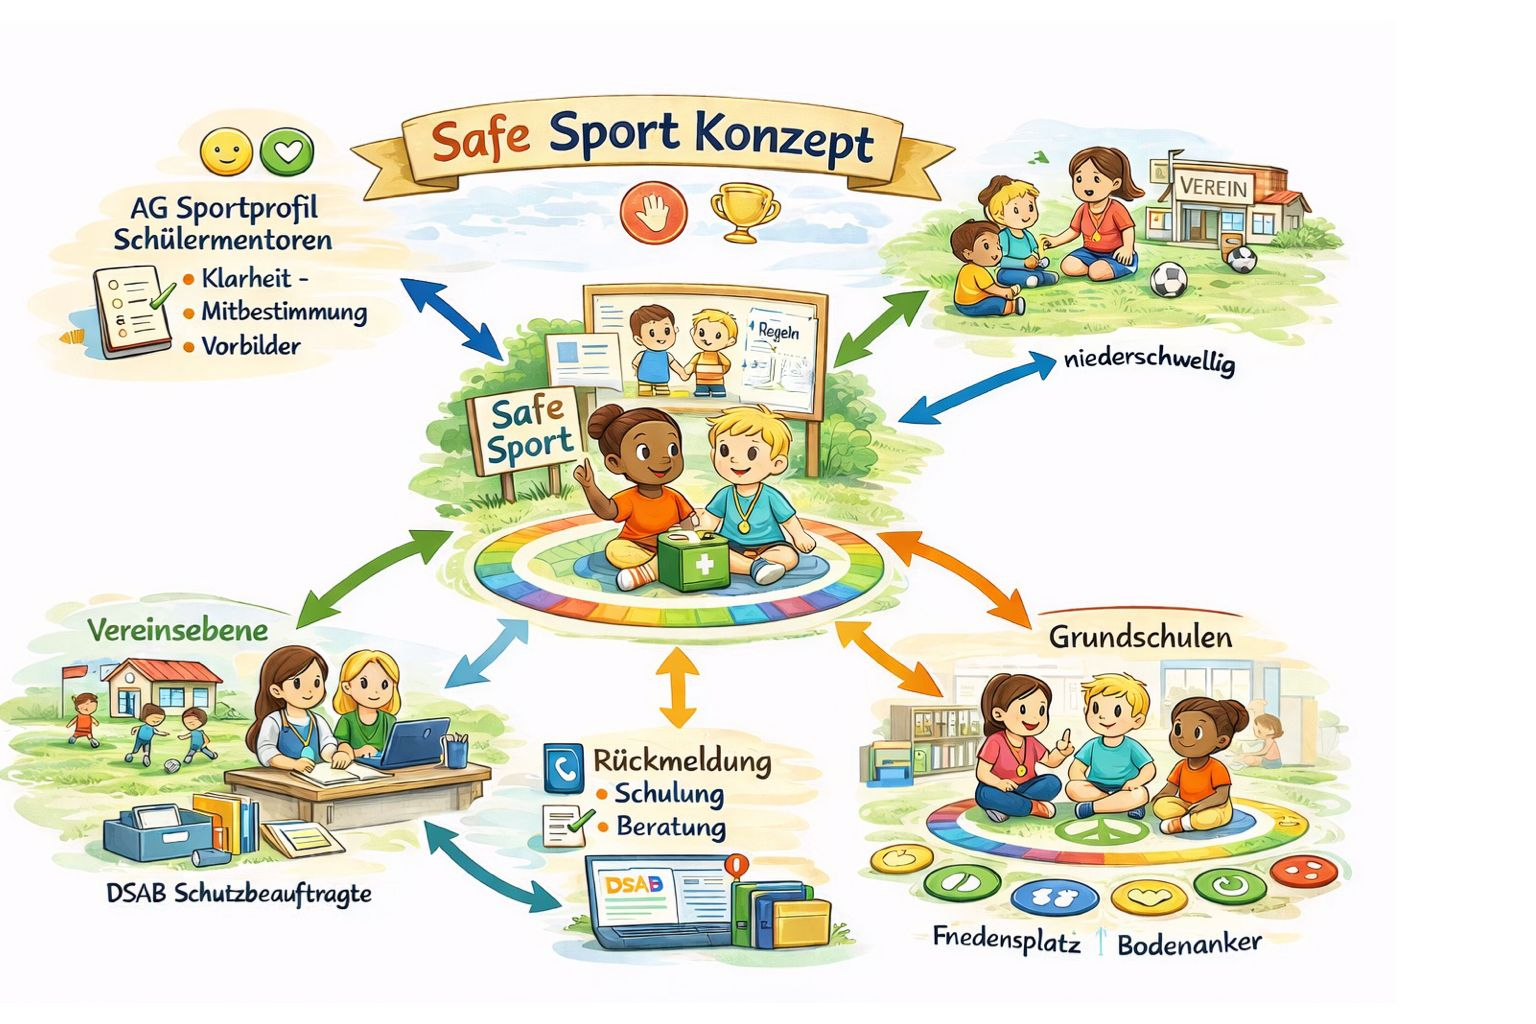 Safe Sport Konzept
AG Sportprofil
Schülermentoren
• Klarheit -
• Mitbestimmung
• Vorbilder
VEREIN
niederschwellig
Regeln
Safe
Sport
Vereinsebene
DSAB Schutzbeauftragte
Rückmeldung
• Schulung
• Beratung
DSAB
Grundschulen
Fnedensplatz
Bodenanker